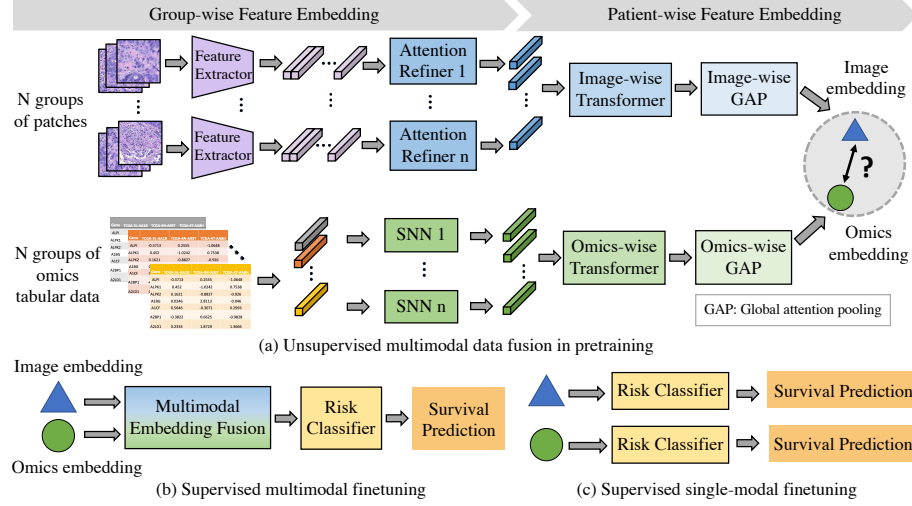 Group-wise Feature Embedding
Patient-wise Feature Embedding
N groups
of patches
Feature
Extractor
Attention
Refiner 1
Image-wise
Transformer
Image-wise
GAP
Image
embedding
Feature
Extractor
Attention
Refiner n
?
N groups of
omics
tabular data
SNN 1
SNN n
Omics-wise
Transformer
Omics-wise
GAP
Omics
embedding
GAP: Global attention pooling
(a) Unsupervised multimodal data fusion in pretraining
Image embedding
Multimodal
Embedding Fusion
Risk
Classifier
Survival
Prediction
Omics embedding
(b) Supervised multimodal finetuning
Risk Classifier
Survival Prediction
Risk Classifier
Survival Prediction
(c) Supervised single-modal finetuning